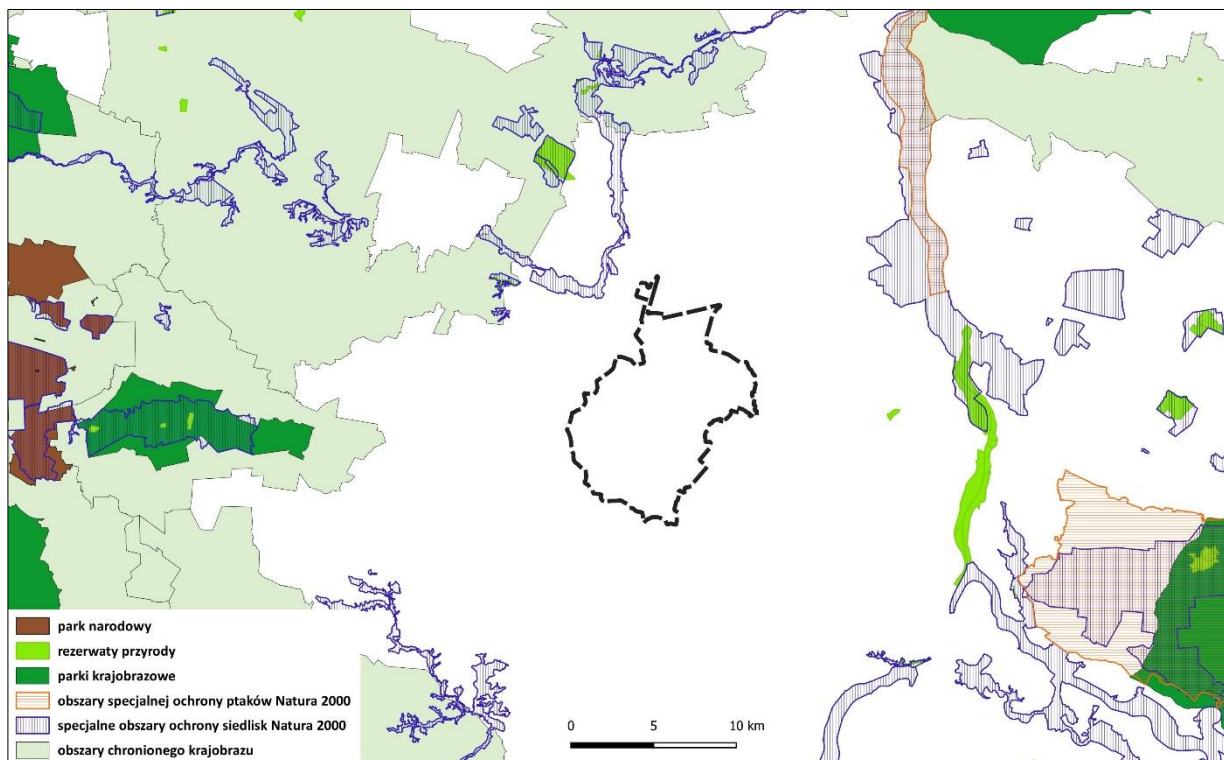 park narodowy
rezerwaty przyrody
parki krajobrazowe
obszary specjalnej ochrony ptaków Natura 2000
specjalne obszary ochrony siedlisk Natura 2000
obszary chronionego krajobrazu
0 5 10 km